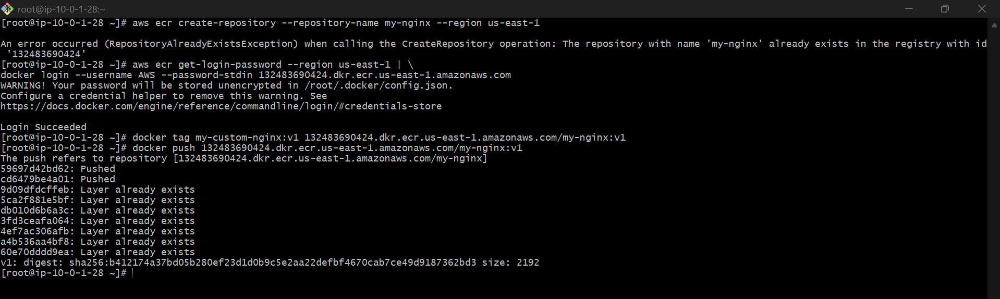 root@ip-10-0-1-28:~
[root@ip-10-0-1-28 ~]# aws ecr create-repository --repository-name my-nginx --region us-east-1
An error occurred (RepositoryAlreadyExistsException) when calling the CreateRepository operation: The repository with name 'my-nginx' already exists in the registry with id
'132483690424'
[root@ip-10-0-1-28 ~]# aws ecr get-login-password --region us-east-1 | \
docker login --username AWS --password-stdin 132483690424.dkr.ecr.us-east-1.amazonaws.com
WARNING! Your password will be stored unencrypted in /root/.docker/config.json.
Configure a credential helper to remove this warning. See
https://docs.docker.com/engine/reference/commandline/login/#credentials-store
Login Succeeded
[root@ip-10-0-1-28 ~]# docker tag my-custom-nginx:v1 132483690424.dkr.ecr.us-east-1.amazonaws.com/my-nginx:v1
[root@ip-10-0-1-28 ~]# docker push 132483690424.dkr.ecr.us-east-1.amazonaws.com/my-nginx:v1
The push refers to repository [132483690424.dkr.ecr.us-east-1.amazonaws.com/my-nginx]
59697d42bd62: Pushed
cd6479be4a01: Pushed
9d09dfdcffeb: Layer already exists
5ca2f881e5bf: Layer already exists
db010d6b6a3c: Layer already exists
3fd3ceafa064: Layer already exists
4ef7ac306afb: Layer already exists
a4b536aa4bf8: Layer already exists
60e70dddd9ea: Layer already exists
v1: digest: sha256:b412174a37bd05b280ef23d1d0b9c5e2aa22defbf4670cab7ce49d9187362bd3 size: 2192
[root@ip-10-0-1-28 ~]#